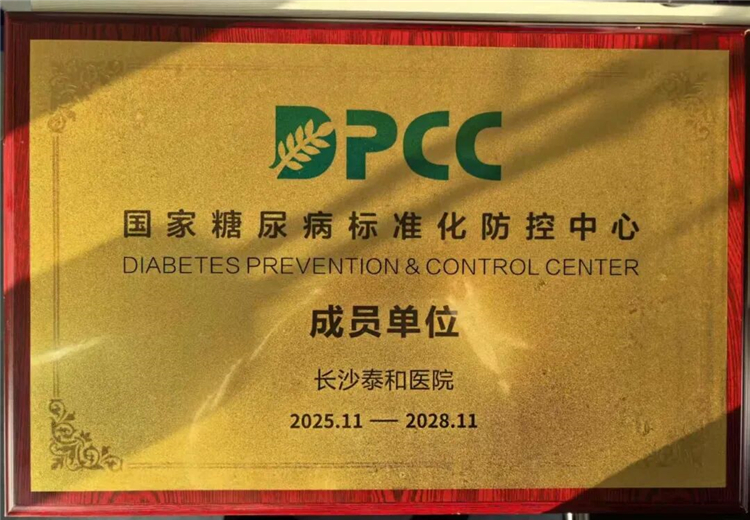 DPCC
国家糖尿病标准化防控中心
DIABETES PREVENTION & CONTROL CENTER
成员单位
长沙泰和医院
2025.11 — 2028.11